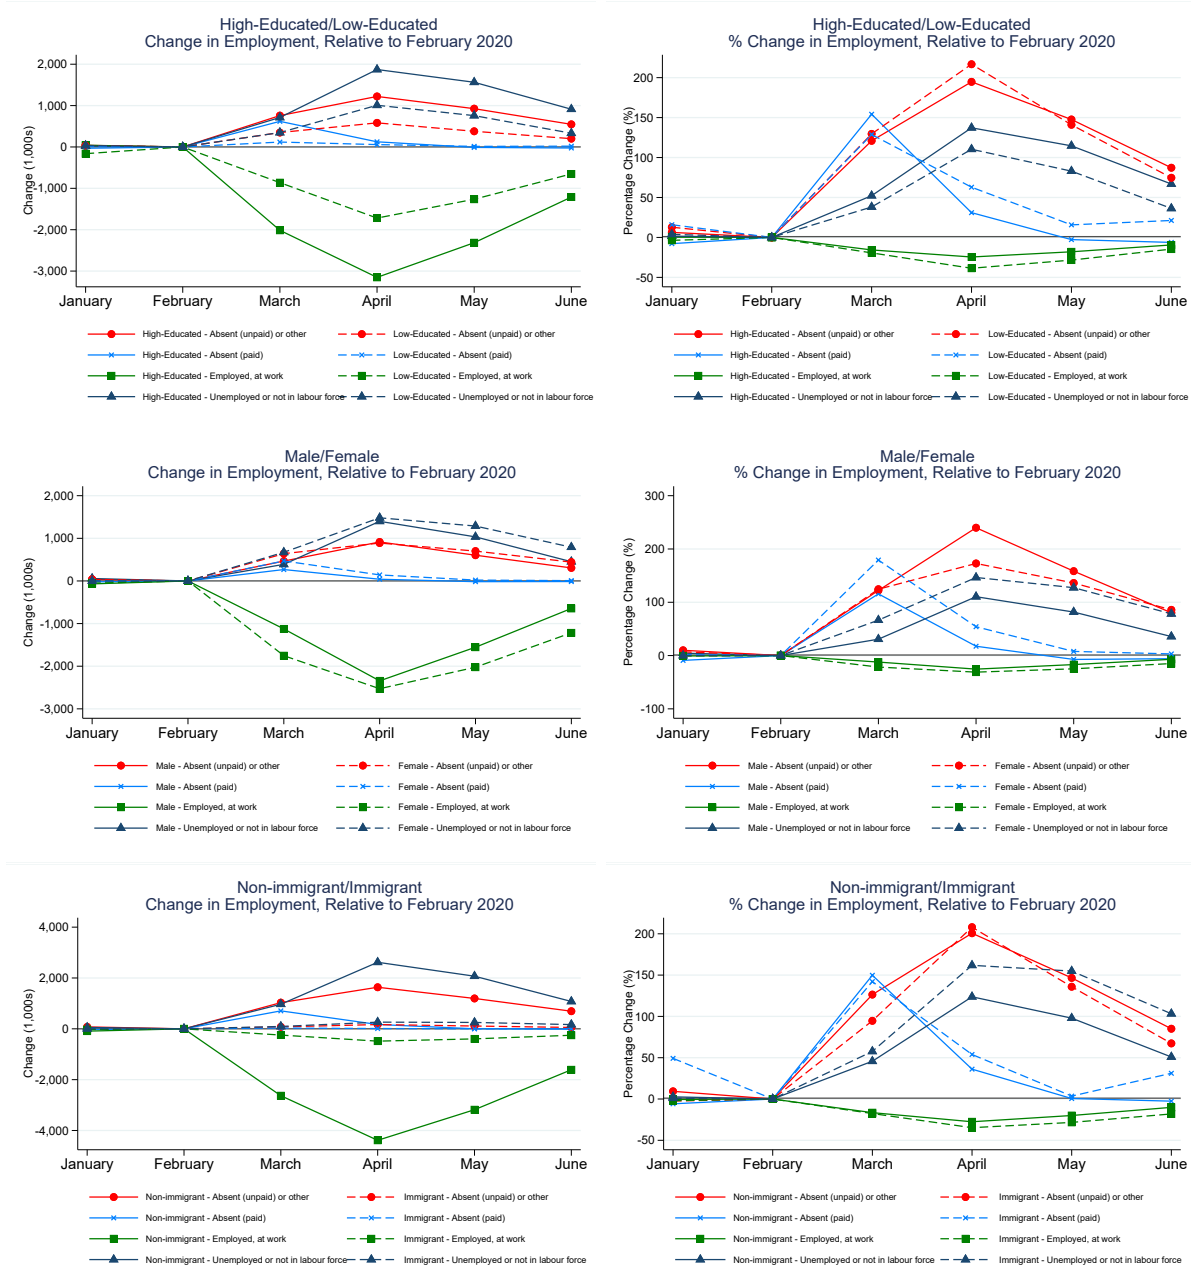 High-Educated/Low-Educated
Change in Employment, Relative to February 2020
Change (1,000s)
2,000
1,000
0
-1,000
-2,000
-3,000
January February March April May June
High-Educated - Absent (unpaid) or other Low-Educated - Absent (unpaid) or other
High-Educated - Absent (paid) Low-Educated - Absent (paid)
High-Educated - Employed, at work Low-Educated - Employed, at work
High-Educated - Unemployed or not in labour force Low-Educated - Unemployed or not in labour force
High-Educated/Low-Educated
% Change in Employment, Relative to February 2020
Percentage Change (%)
200
150
100
50
0
-50
January February March April May June
High-Educated - Absent (unpaid) or other Low-Educated - Absent (unpaid) or other
High-Educated - Absent (paid) Low-Educated - Absent (paid)
High-Educated - Employed, at work Low-Educated - Employed, at work
High-Educated - Unemployed or not in labour force Low-Educated - Unemployed or not in labour force
Male/Female
Change in Employment, Relative to February 2020
Change (1,000s)
2,000
1,000
0
-1,000
-2,000
-3,000
January February March April May June
Male - Absent (unpaid) or other Female - Absent (unpaid) or other
Male - Absent (paid) Female - Absent (paid)
Male - Employed, at work Female - Employed, at work
Male - Unemployed or not in labour force Female - Unemployed or not in labour force
Male/Female
% Change in Employment, Relative to February 2020
Percentage Change (%)
300
200
100
0
-100
January February March April May June
Male - Absent (unpaid) or other Female - Absent (unpaid) or other
Male - Absent (paid) Female - Absent (paid)
Male - Employed, at work Female - Employed, at work
Male - Unemployed or not in labour force Female - Unemployed or not in labour force
Non-immigrant/Immigrant
Change in Employment, Relative to February 2020
Change (1,000s)
4,000
2,000
0
-2,000
-4,000
January February March April May June
Non-immigrant - Absent (unpaid) or other Immigrant - Absent (unpaid) or other
Non-immigrant - Absent (paid) Immigrant - Absent (paid)
Non-immigrant - Employed, at work Immigrant - Employed, at work
Non-immigrant - Unemployed or not in labour force Immigrant - Unemployed or not in labour force
Non-immigrant/Immigrant
% Change in Employment, Relative to February 2020
Percentage Change (%)
200
150
100
50
0
-50
January February March April May June
Non-immigrant - Absent (unpaid) or other Immigrant - Absent (unpaid) or other
Non-immigrant - Absent (paid) Immigrant - Absent (paid)
Non-immigrant - Employed, at work Immigrant - Employed, at work
Non-immigrant - Unemployed or not in labour force Immigrant - Unemployed or not in labour force